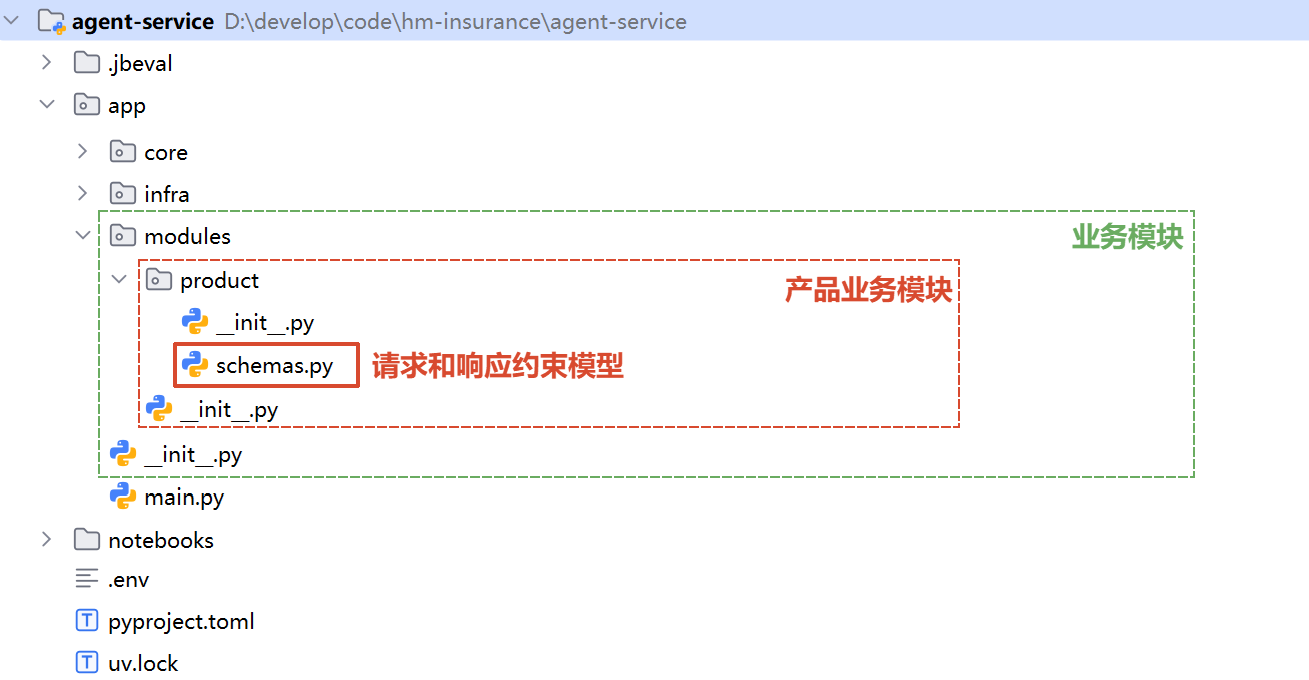 agent-service D:\develop\code\hm-insurance\agent-service
.jbeval
app
core
infra
modules 业务模块
product 产品业务模块
__init__.py
schemas.py 请求和响应约束模型
__init__.py
__init__.py
main.py
notebooks
.env
pyproject.toml
uv.lock